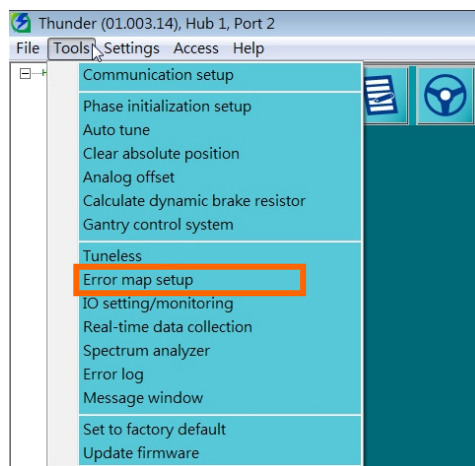 Thunder (01.003.14), Hub 1, Port 2
File Tools Settings Access Help
Communication setup
Phase initialization setup
Auto tune
Clear absolute position
Analog offset
Calculate dynamic brake resistor
Gantry control system
Tuneless
Error map setup
IO setting/monitoring
Real-time data collection
Spectrum analyzer
Error log
Message window
Set to factory default
Update firmware